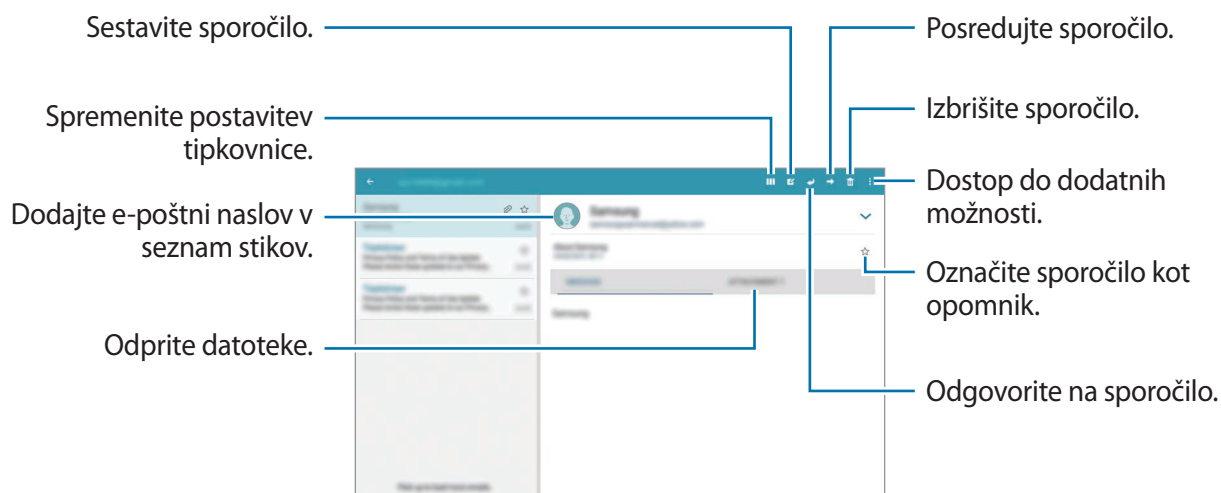 Sestavite sporočilo.
Spremenite postavitev
tipkovnice.
Dodajte e-poštni naslov v
seznam stikov.
Odprite datoteke.
Posredujte sporočilo.
Izbrišite sporočilo.
Dostop do dodatnih
možnosti.
Označite sporočilo kot
opomnik.
Odgovorite na sporočilo.
Samsung
Samsung